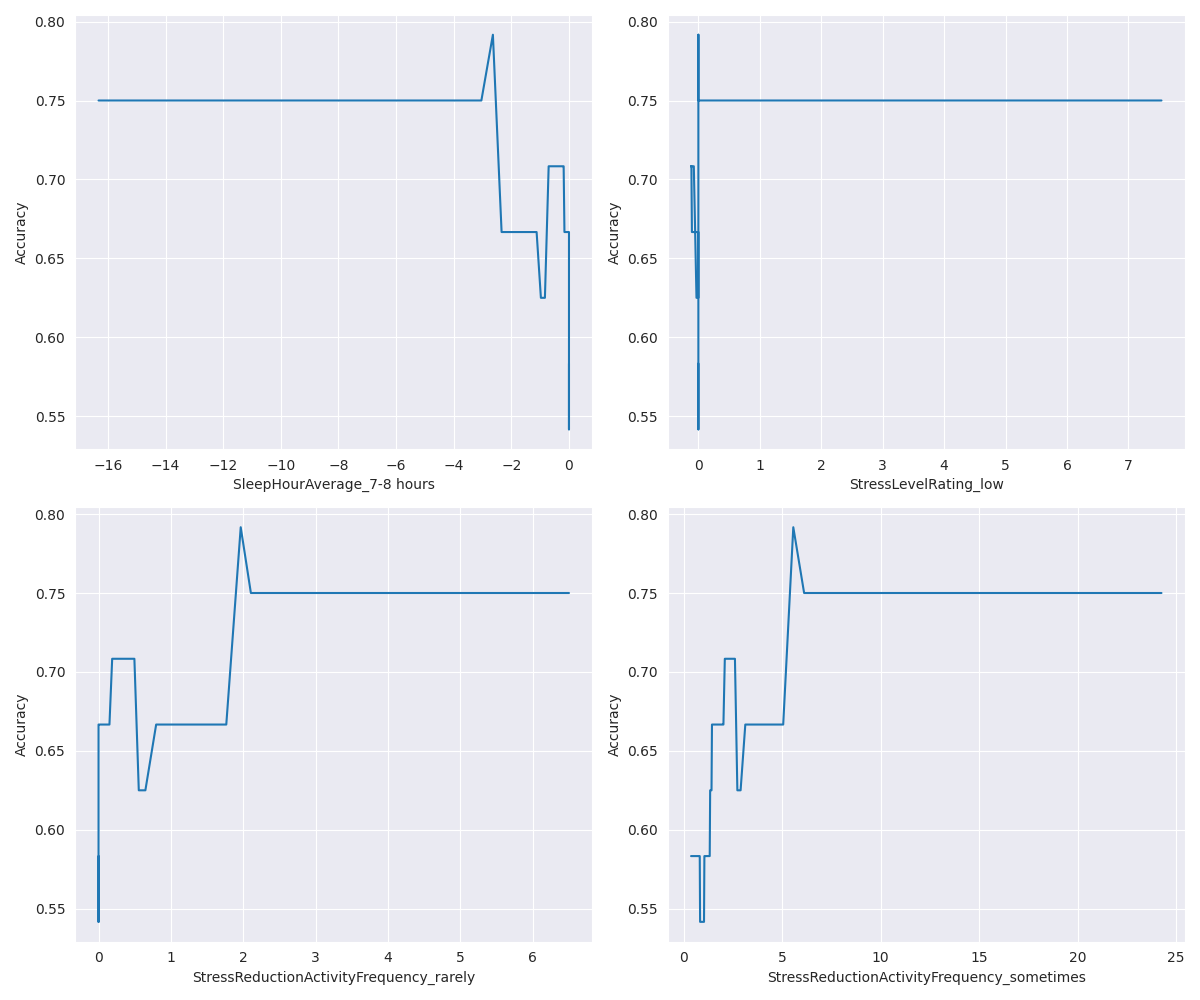 0.80
0.75
0.70
0.65
0.60
0.55
Accuracy
−16 −14 −12 −10 −8 −6 −4 −2 0
SleepHourAverage_7-8 hours
0.80
0.75
0.70
0.65
0.60
0.55
Accuracy
0 1 2 3 4 5 6 7
StressLevelRating_low
0.80
0.75
0.70
0.65
0.60
0.55
Accuracy
0 1 2 3 4 5 6
StressReductionActivityFrequency_rarely
0.80
0.75
0.70
0.65
0.60
0.55
Accuracy
0 5 10 15 20 25
StressReductionActivityFrequency_sometimes